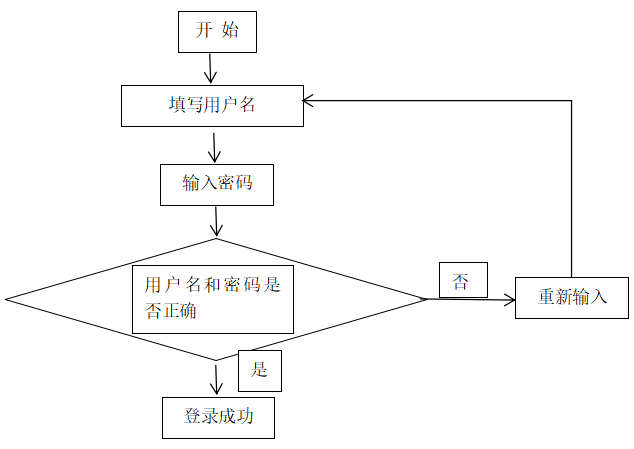 开 始
填写用户名
输入密码
用户名和密码是
否正确
否
重新输入
是
登录成功